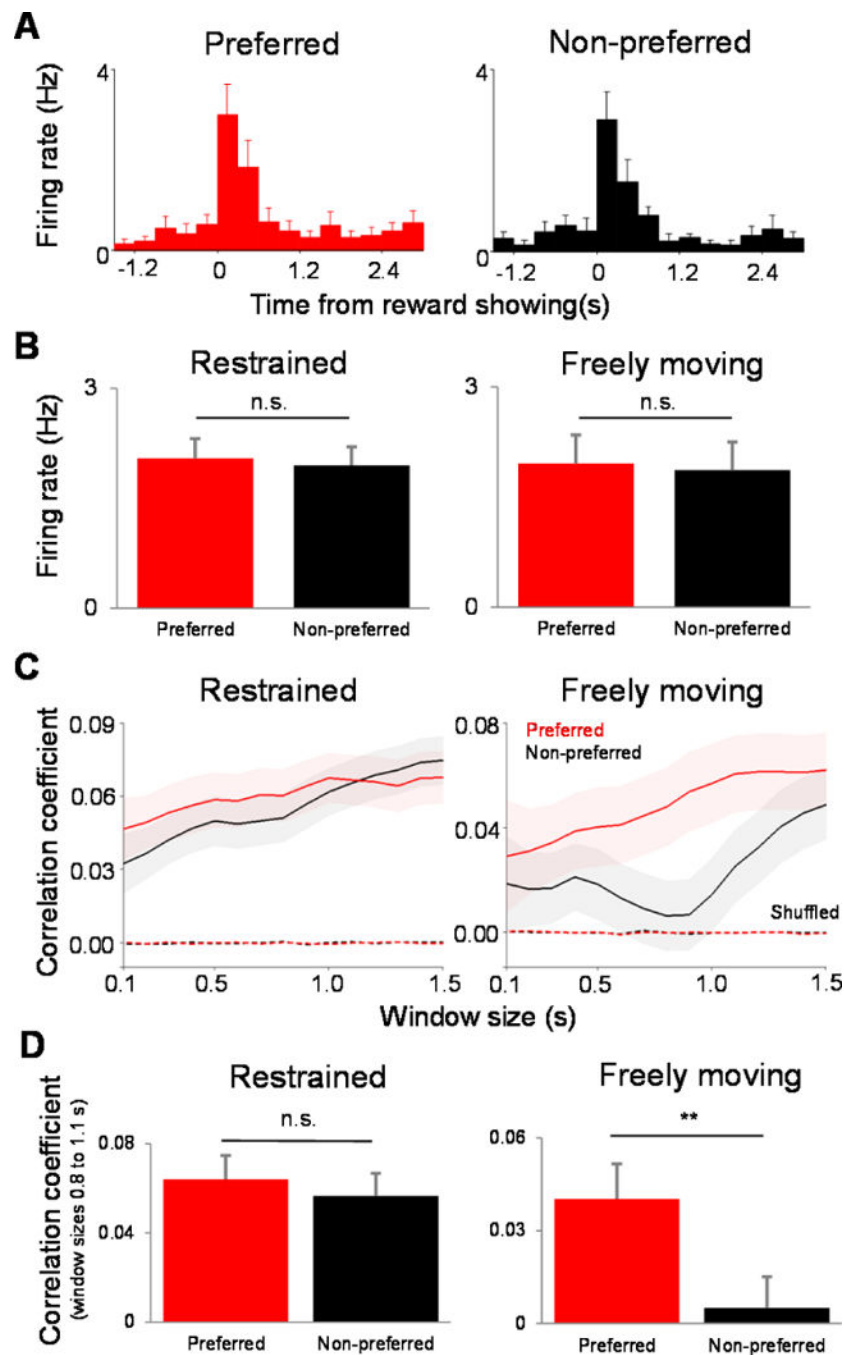 A
Preferred
Non-preferred
Firing rate (Hz)
4
0
-1.2 0 1.2 2.4
4
0
-1.2 0 1.2 2.4
Time from reward showing(s)
B
Restrained
Freely moving
Firing rate (Hz)
3
0
n.s.
Preferred Non-preferred
3
0
n.s.
Preferred Non-preferred
C
Restrained
Freely moving
Correlation coefficient
0.09
0.06
0.03
0.00
0.1 0.5 1.0 1.5
0.08
0.04
0.00
Preferred
Non-preferred
Shuffled
0.1 0.5 1.0 1.5
Window size (s)
D
Restrained
Freely moving
Correlation coefficient
(window sizes 0.8 to 1.1 s)
0.08
0.04
0
n.s.
Preferred Non-preferred
0.06
0.03
0
**
Preferred Non-preferred